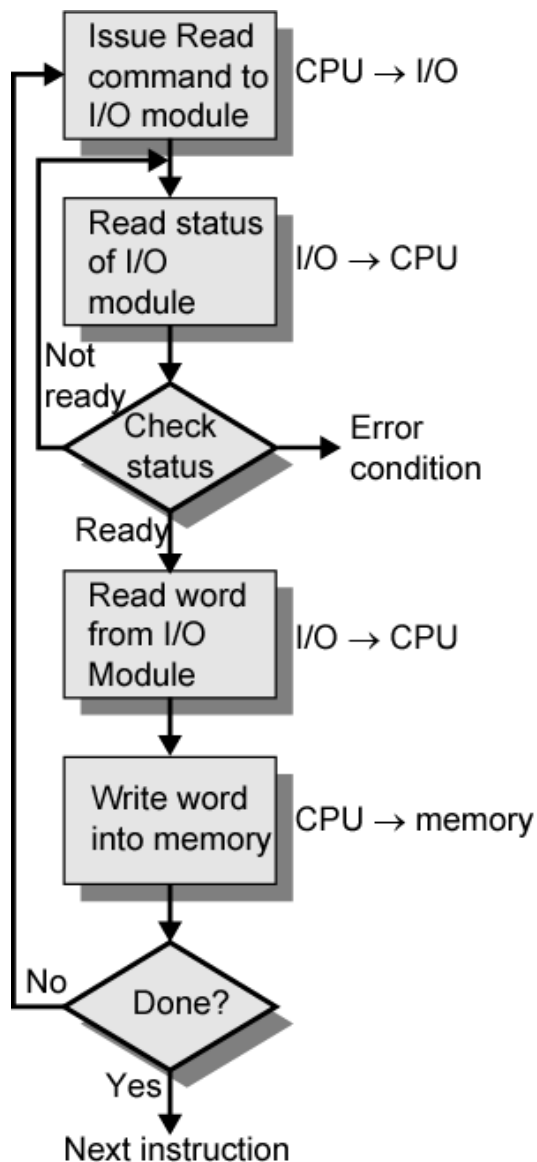 Issue Read
command to
I/O module
CPU → I/O
Read status
of I/O
module
I/O → CPU
Not
ready
Check
status
Error
condition
Ready
Read word
from I/O
Module
I/O → CPU
Write word
into memory
CPU → memory
No
Done?
Yes
Next instruction